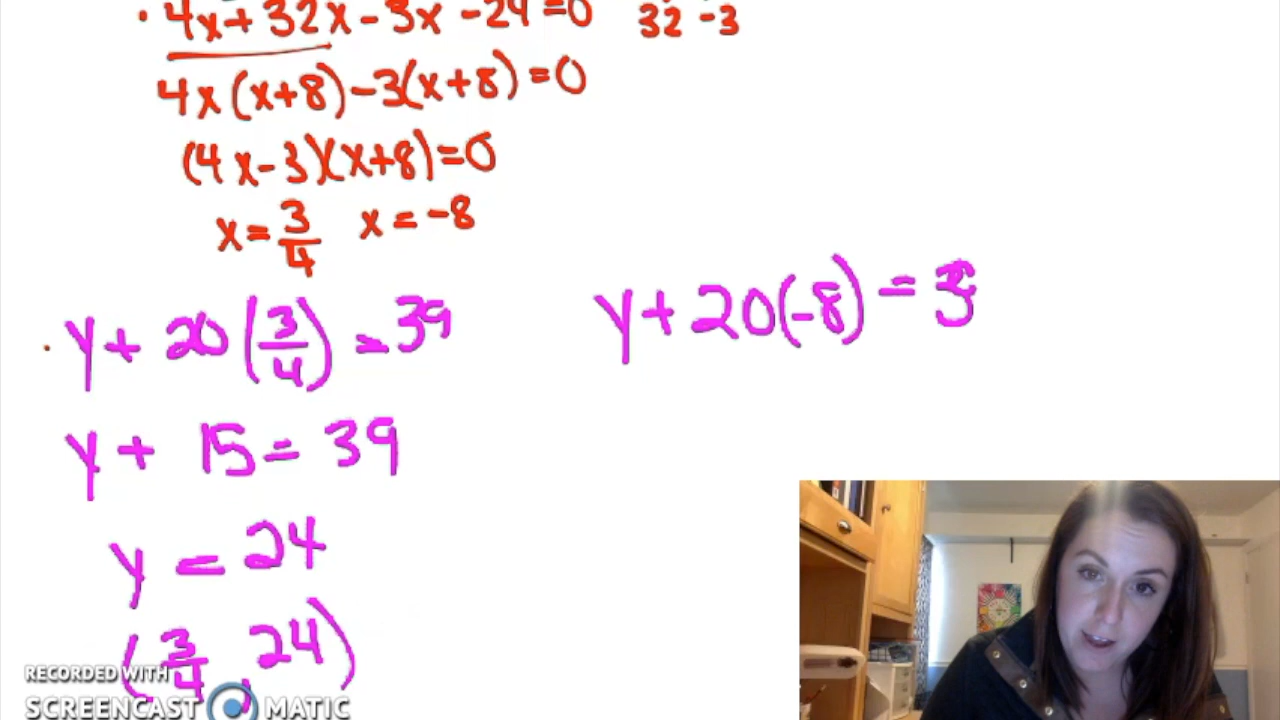 · 4x+32x-3x-24=0 32 -3
4x(x+8)-3(x+8)=0
(4x-3)(x+8)=0
x=3/4 x=-8
y+20(3/4)=39 y+20(-8)=
y+15=39
y=24
(3/4, 24)
RECORDED WITH
SCREENCAST MATIC